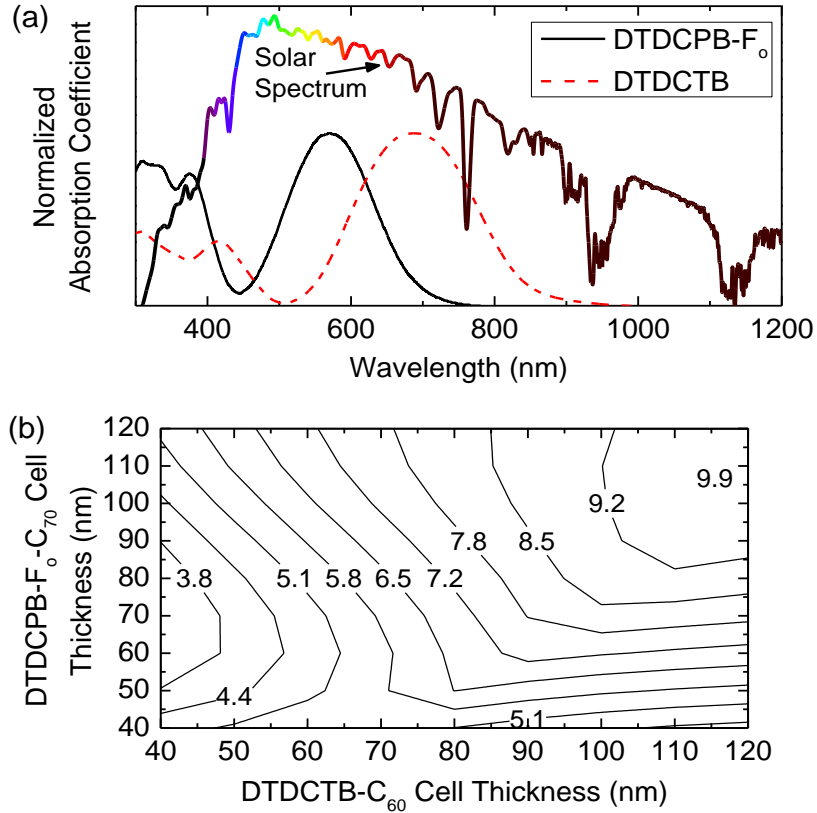 (a)
DTDCPB-Fₒ
DTDCTB
Solar
Spectrum
Normalized
Absorption Coefficient
400 600 800 1000 1200
Wavelength (nm)
(b)
120
110
100
90
80
70
60
50
40
DTDCPB-Fₒ-C₇₀ Cell
Thickness (nm)
9.9
9.2
7.8 8.5
3.8 5.1 5.8 6.5 7.2
4.4
5.1
40 50 60 70 80 90 100 110 120
DTDCTB-C₆₀ Cell Thickness (nm)